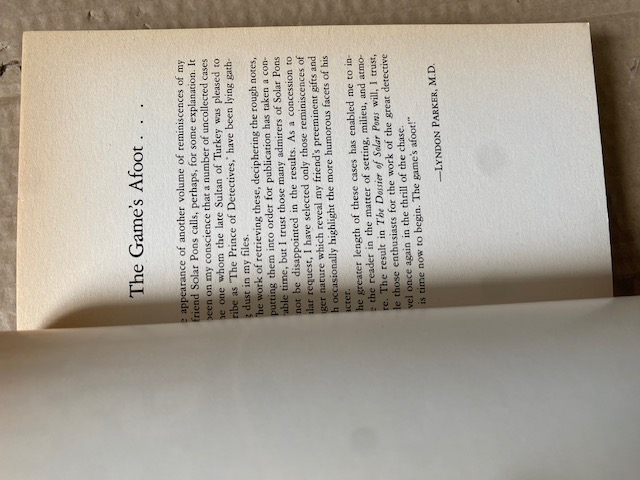 The Game's Afoot . . .
appearance of another volume of reminiscences of my
friend Solar Pons calls, perhaps, for some explanation. It
been on my conscience that a number of uncollected cases
one whom the late Sultan of Turkey was pleased to
ribe as 'The Prince of Detectives,' have been lying gath-
g dust in my files.
he work of retrieving these, deciphering the rough notes,
putting them into order for publication has taken a con-
able time, but I trust those many admirers of Solar Pons
not be disappointed in the results. As a concession to
lar request, I have selected only those reminiscences of
ger nature which reveal my friend's preeminent gifts and
h occasionally highlight the more humorous facets of his
acter.
he greater length of these cases has enabled me to in-
e the reader in the matter of setting, milieu, and atmo-
re. The result in The Dossier of Solar Pons will, I trust,
le those enthusiasts for the work of the great detective
vel once again in the thrill of the chase.
is time now to begin. The game's afoot!"
—LYNDON PARKER, M.D.